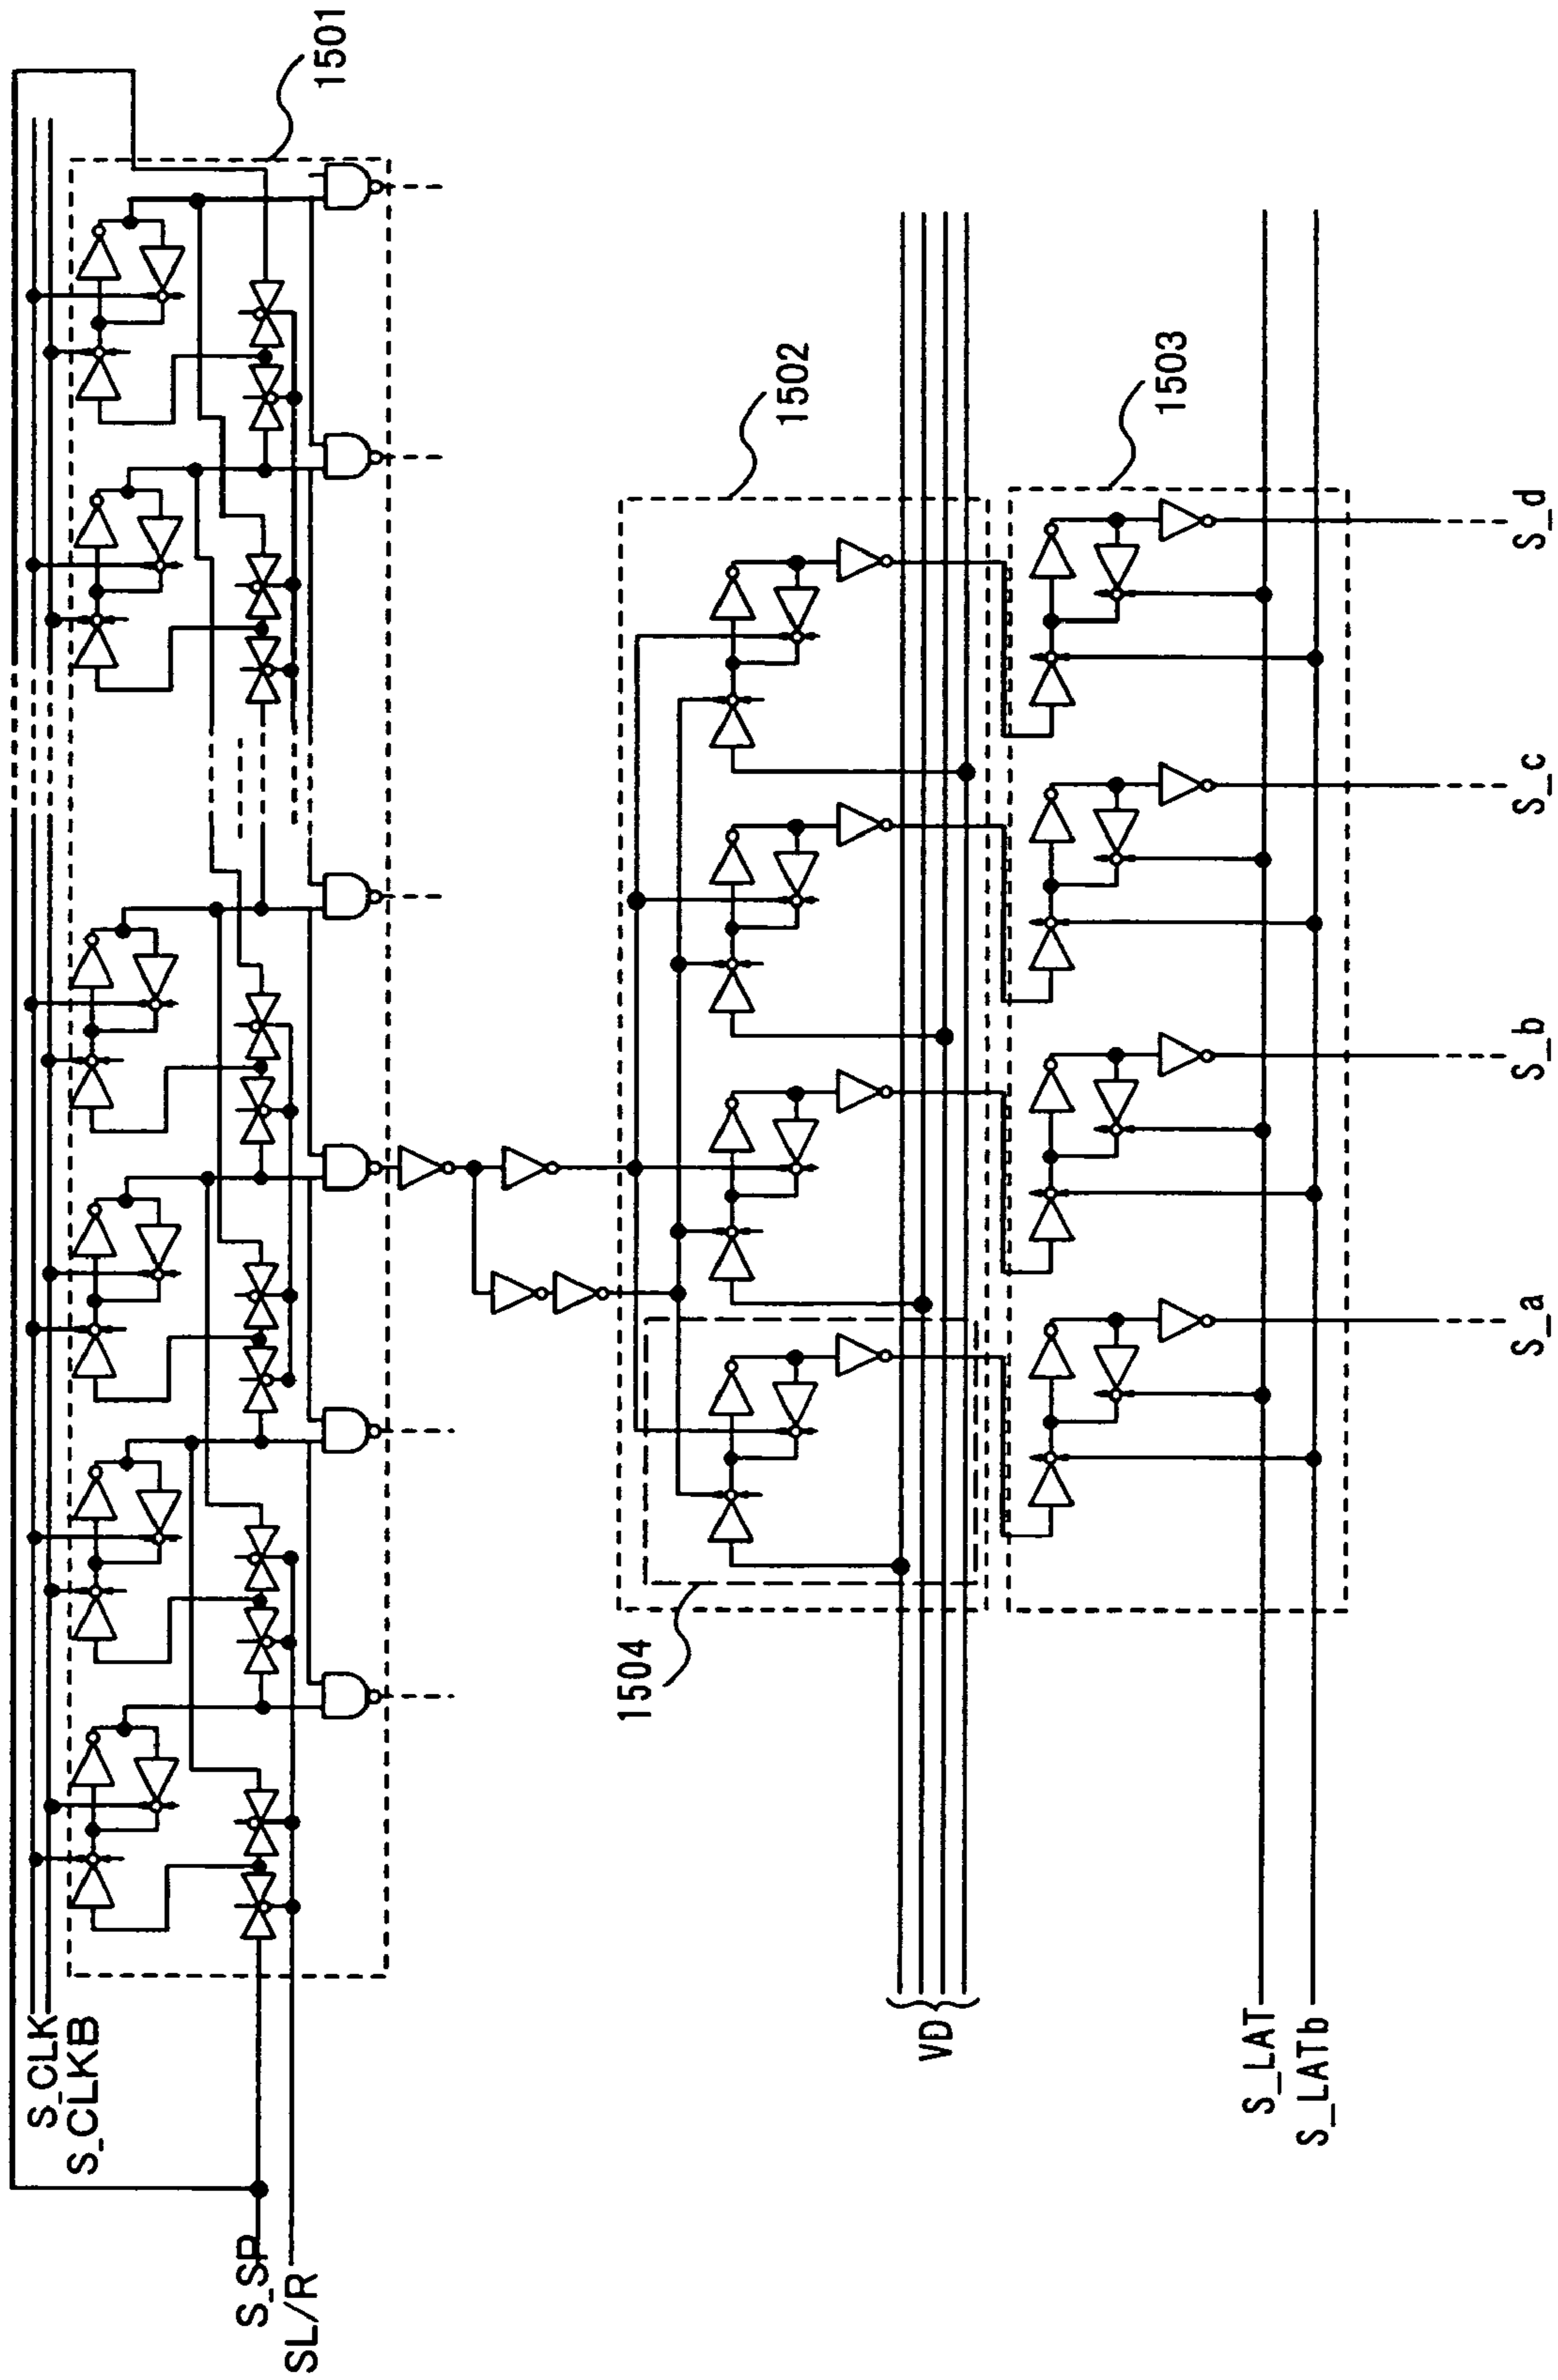 1501
S_CLK
S_CLKB
S_SP
SL/R
1502
1504
VD
1503
S_LAT
S_LATb
S_a
S_b
S_c
S_d